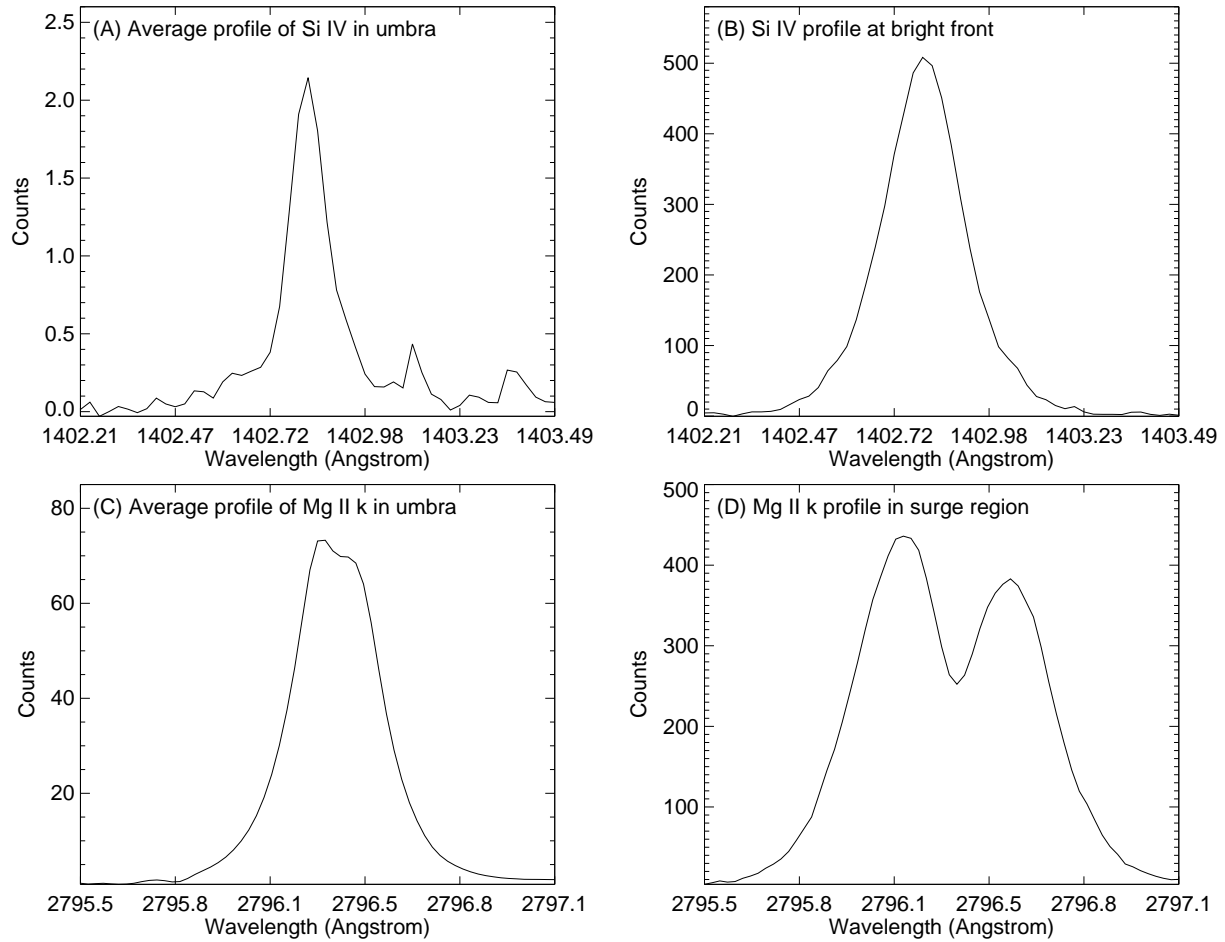 (A) Average profile of Si IV in umbra
2.5
2.0
1.5
1.0
0.5
0.0
Counts
1402.21 1402.47 1402.72 1402.98 1403.23 1403.49
Wavelength (Angstrom)
(B) Si IV profile at bright front
500
400
300
200
100
0
Counts
1402.21 1402.47 1402.72 1402.98 1403.23 1403.49
Wavelength (Angstrom)
(C) Average profile of Mg II k in umbra
80
60
40
20
Counts
2795.5 2795.8 2796.1 2796.5 2796.8 2797.1
Wavelength (Angstrom)
(D) Mg II k profile in surge region
500
400
300
200
100
Counts
2795.5 2795.8 2796.1 2796.5 2796.8 2797.1
Wavelength (Angstrom)